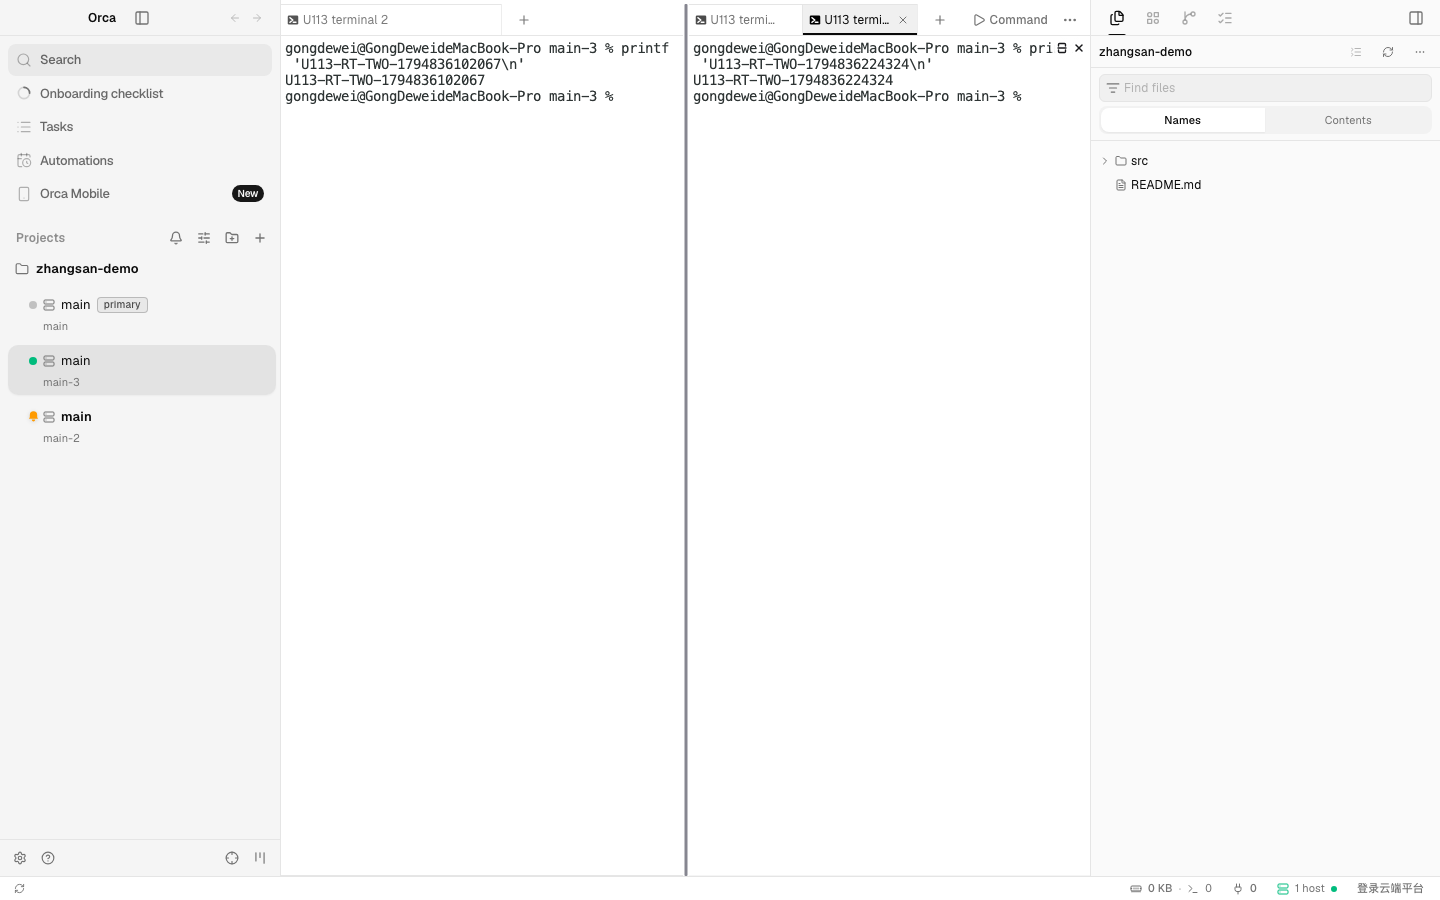 Orca
Search
Onboarding checklist
Tasks
Automations
Orca Mobile
New
Projects
zhangsan-demo
main primary
main
main
main-3
main
main-2
U113 terminal 2
gongdewei@GongDeweideMacBook-Pro main-3 % printf
'U113-RT-TWO-1794836102067\n'
U113-RT-TWO-1794836102067
gongdewei@GongDeweideMacBook-Pro main-3 %
U113 termi...
U113 termi...
Command
gongdewei@GongDeweideMacBook-Pro main-3 % pri
'U113-RT-TWO-1794836224324\n'
U113-RT-TWO-1794836224324
gongdewei@GongDeweideMacBook-Pro main-3 %
zhangsan-demo
Find files
Names
Contents
src
README.md
0 KB · 0
0
1 host
登录云端平台